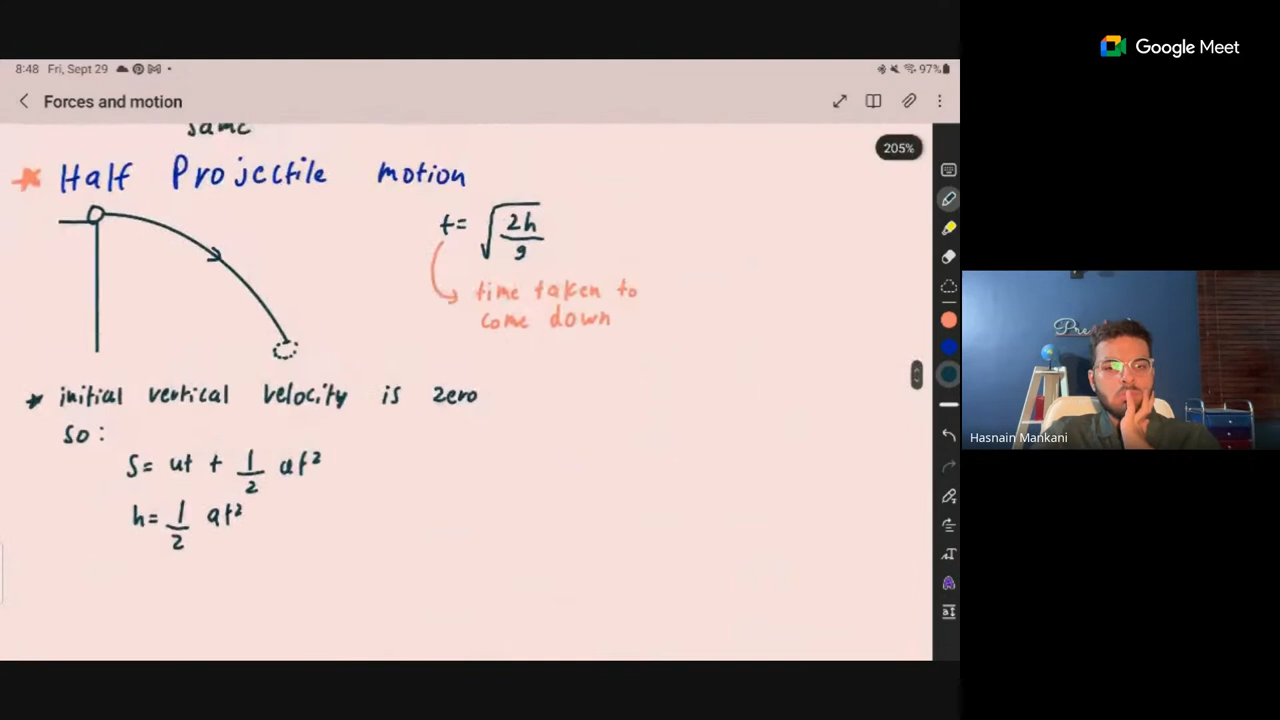 Google Meet
8:48 Fri, Sept 29
97%
Forces and motion
same
205%
Half Projectile motion
t= √2h/g
time taken to
come down
initial vertical velocity is zero
so:
S= ut + 1/2 at²
h= 1/2 at²
Hasnain Mankani